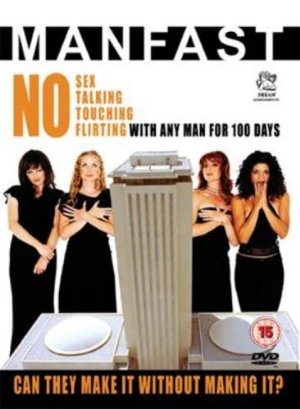 MANFAST
NO SEX
TALKING
TOUCHING
FLIRTING WITH ANY MAN FOR 100 DAYS
DREAM
15
DVD
CAN THEY MAKE IT WITHOUT MAKING IT?